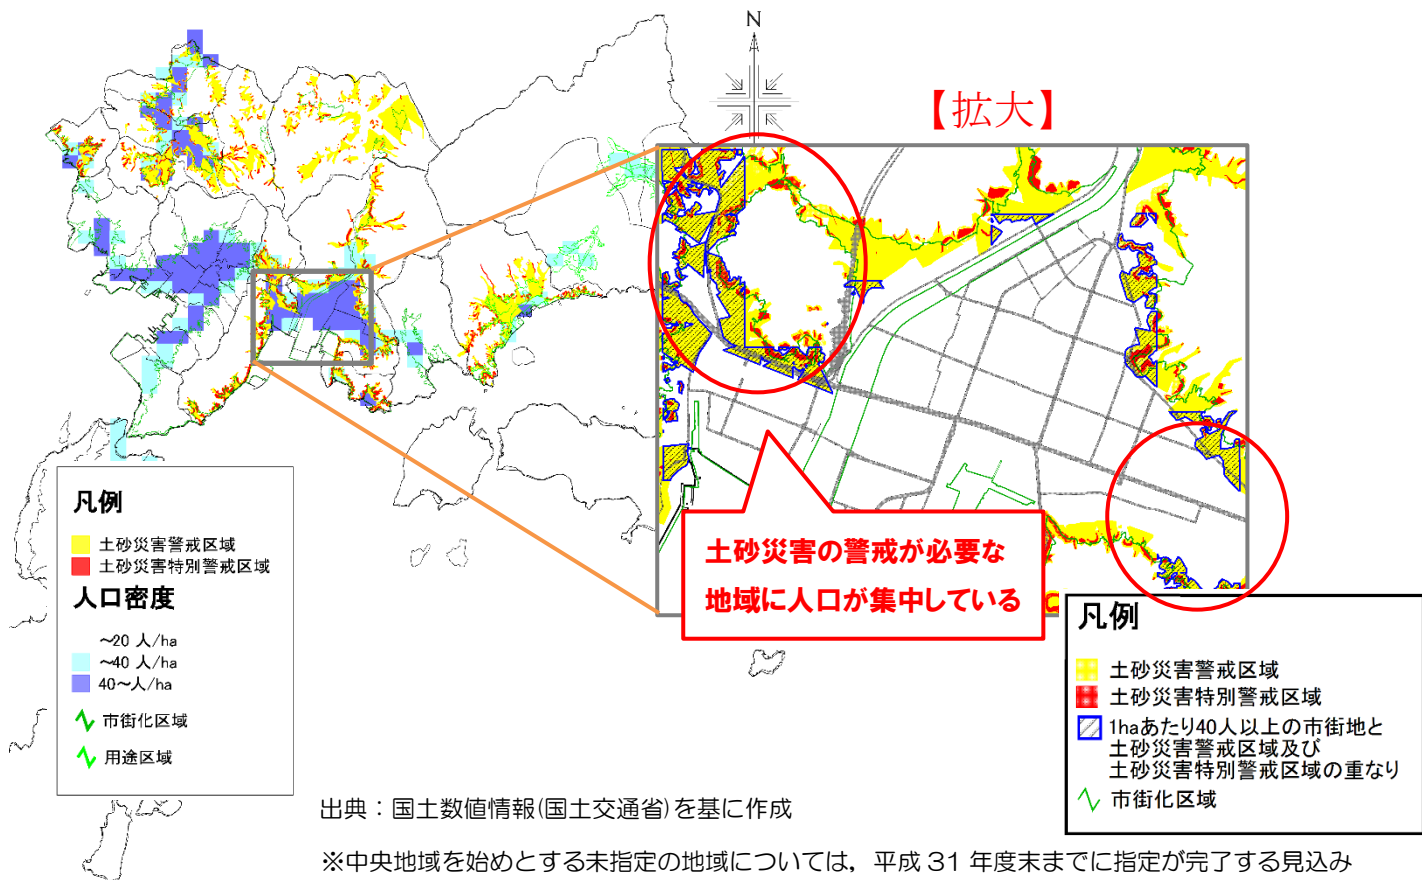 N
【拡大】
土砂災害の警戒が必要な
地域に人口が集中している
凡例
土砂災害警戒区域
土砂災害特別警戒区域
人口密度
～20 人/ha
～40 人/ha
40～人/ha
市街化区域
用途区域
凡例
土砂災害警戒区域
土砂災害特別警戒区域
1haあたり40人以上の市街地と
土砂災害警戒区域及び
土砂災害特別警戒区域の重なり
市街化区域
出典：国土数値情報(国土交通省)を基に作成
※中央地域を始めとする未指定の地域については，平成 31 年度末までに指定が完了する見込み